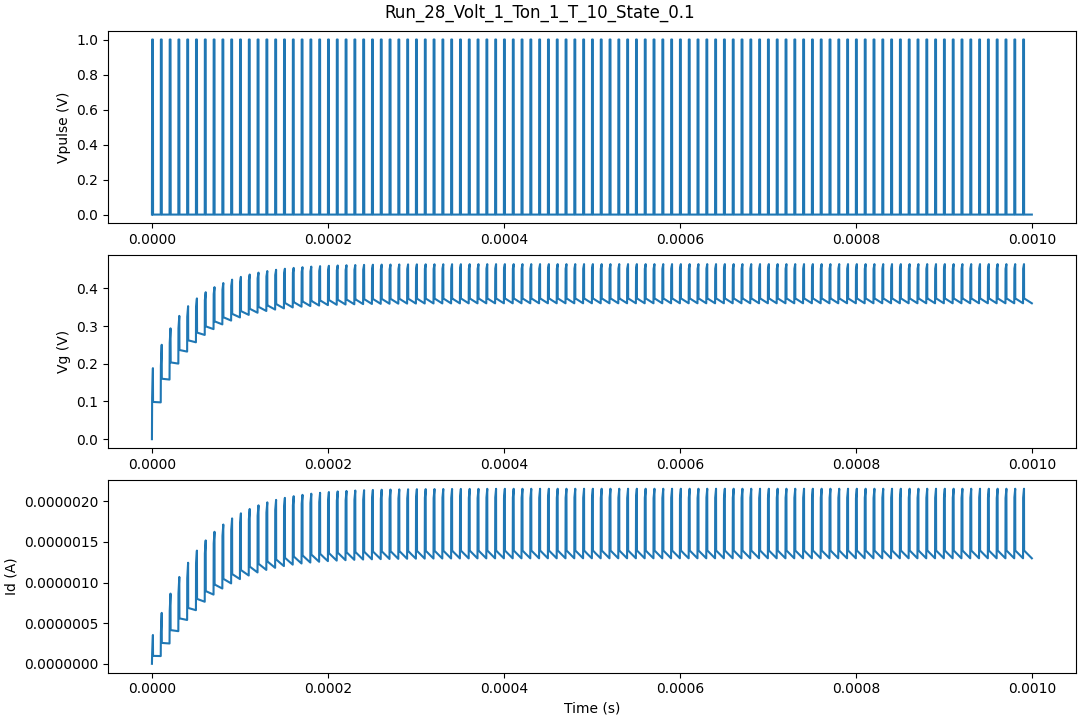 Run_28_Volt_1_Ton_1_T_10_State_0.1
1.0
0.8
0.6
0.4
0.2
0.0
Vpulse (V)
0.0000 0.0002 0.0004 0.0006 0.0008 0.0010
0.4
0.3
0.2
0.1
0.0
Vg (V)
0.0000 0.0002 0.0004 0.0006 0.0008 0.0010
0.0000020
0.0000015
0.0000010
0.0000005
0.0000000
Id (A)
0.0000 0.0002 0.0004 0.0006 0.0008 0.0010
Time (s)